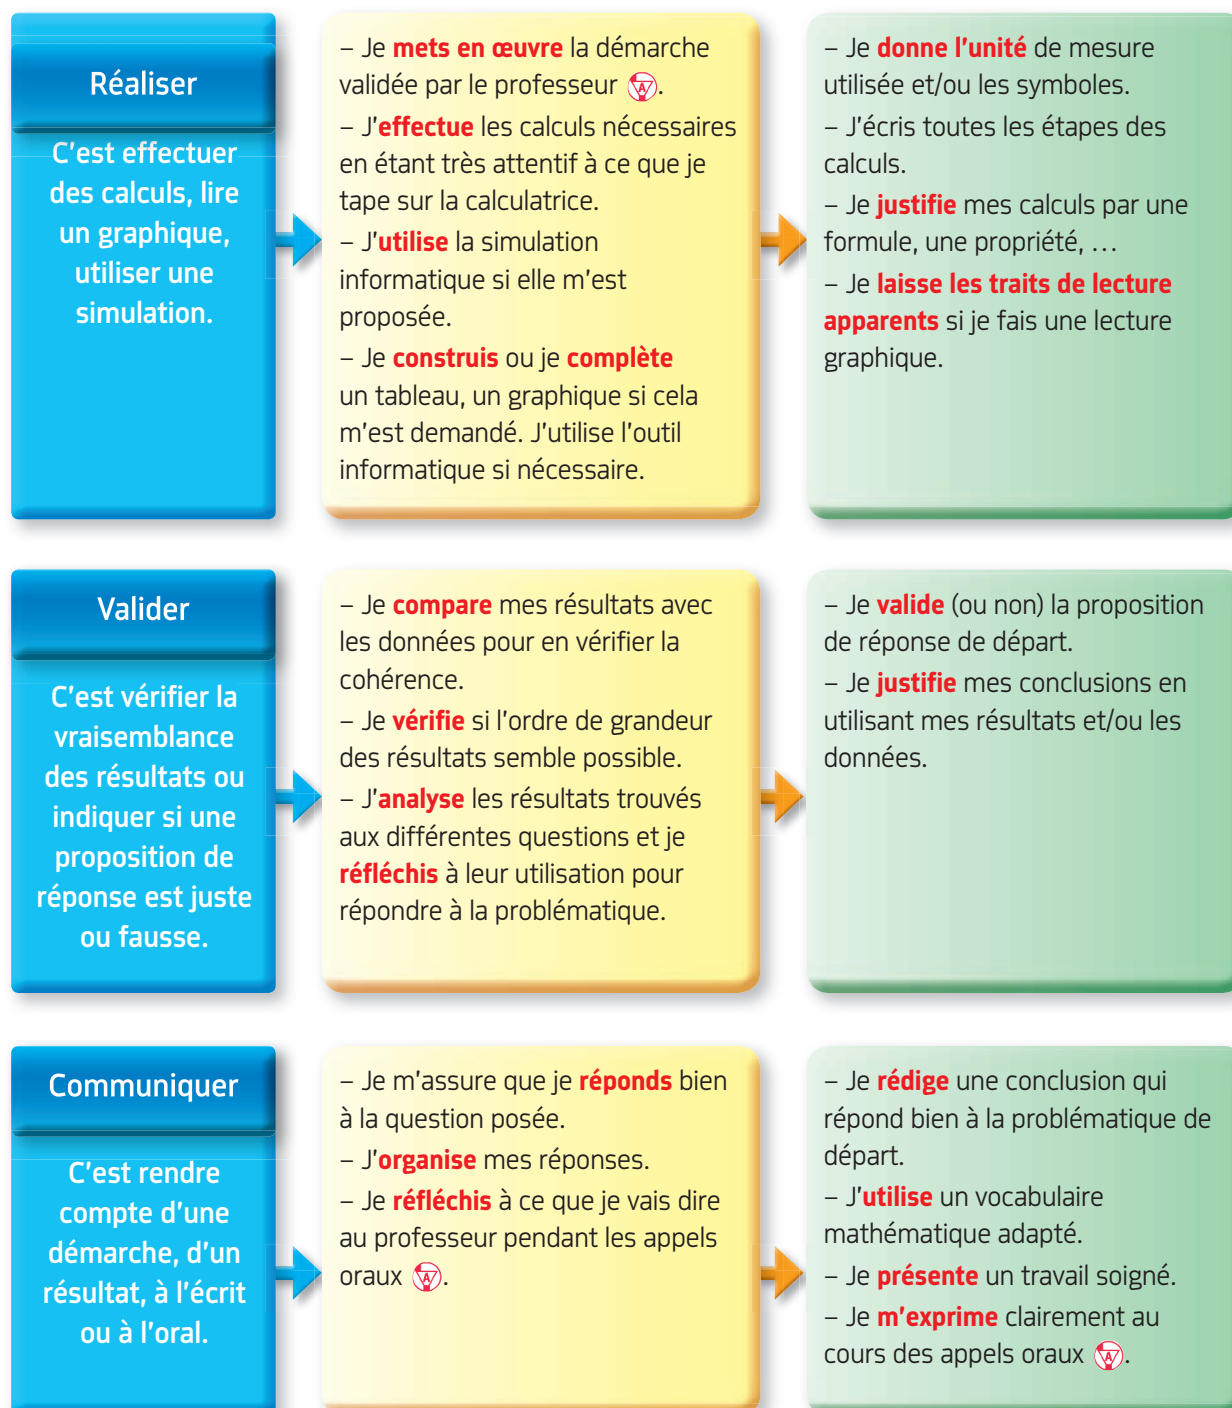 Réaliser
C'est effectuer
des calculs, lire
un graphique,
utiliser une
simulation.
– Je mets en œuvre la démarche
validée par le professeur A.
– J'effectue les calculs nécessaires
en étant très attentif à ce que je
tape sur la calculatrice.
– J'utilise la simulation
informatique si elle m'est
proposée.
– Je construis ou je complète
un tableau, un graphique si cela
m'est demandé. J'utilise l'outil
informatique si nécessaire.
– Je donne l'unité de mesure
utilisée et/ou les symboles.
– J'écris toutes les étapes des
calculs.
– Je justifie mes calculs par une
formule, une propriété, …
– Je laisse les traits de lecture
apparents si je fais une lecture
graphique.
Valider
C'est vérifier la
vraisemblance
des résultats ou
indiquer si une
proposition de
réponse est juste
ou fausse.
– Je compare mes résultats avec
les données pour en vérifier la
cohérence.
– Je vérifie si l'ordre de grandeur
des résultats semble possible.
– J'analyse les résultats trouvés
aux différentes questions et je
réfléchis à leur utilisation pour
répondre à la problématique.
– Je valide (ou non) la proposition
de réponse de départ.
– Je justifie mes conclusions en
utilisant mes résultats et/ou les
données.
Communiquer
C'est rendre
compte d'une
démarche, d'un
résultat, à l'écrit
ou à l'oral.
– Je m'assure que je réponds bien
à la question posée.
– J'organise mes réponses.
– Je réfléchis à ce que je vais dire
au professeur pendant les appels
oraux A.
– Je rédige une conclusion qui
répond bien à la problématique de
départ.
– J'utilise un vocabulaire
mathématique adapté.
– Je présente un travail soigné.
– Je m'exprime clairement au
cours des appels oraux A.